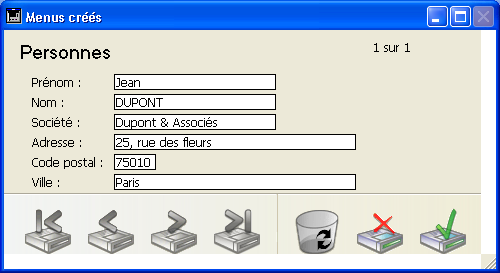 Menus créés
Personnes
1 sur 1
Prénom : Jean
Nom : DUPONT
Société : Dupont & Associés
Adresse : 25, rue des fleurs
Code postal : 75010
Ville : Paris